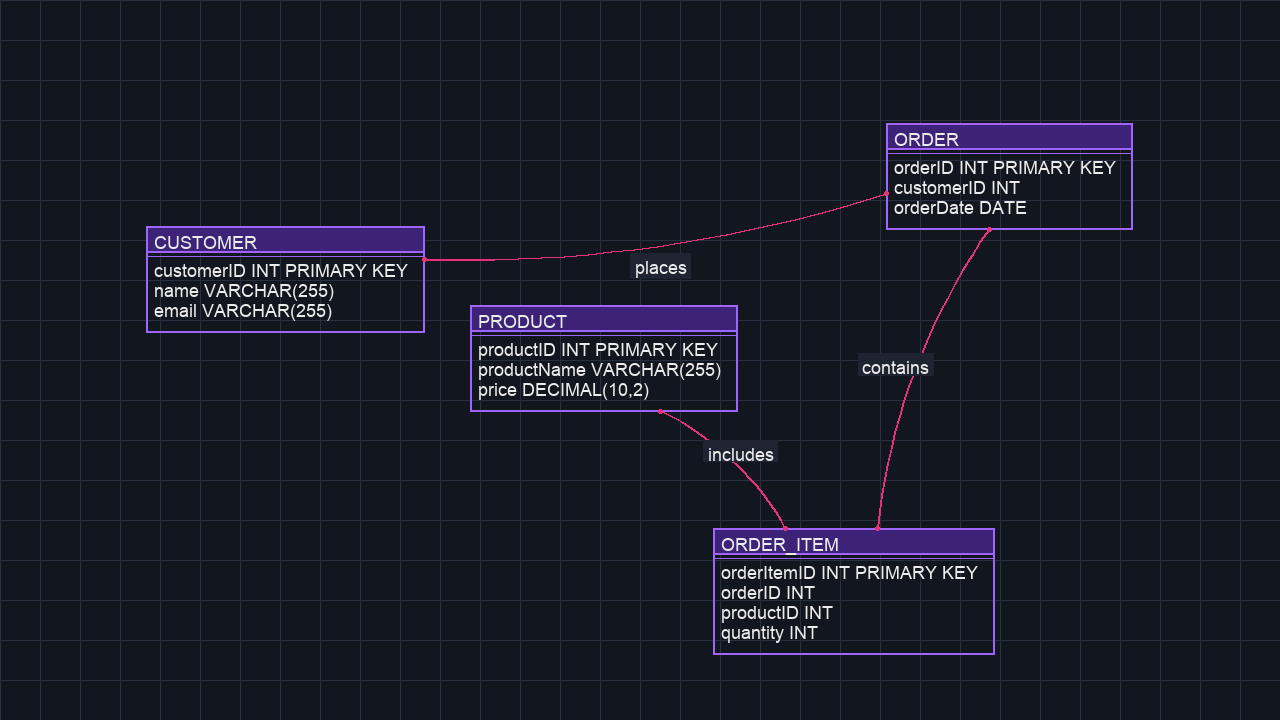 ORDER
orderID INT PRIMARY KEY
customerID INT
orderDate DATE
CUSTOMER
customerID INT PRIMARY KEY
name VARCHAR(255)
email VARCHAR(255)
places
PRODUCT
productID INT PRIMARY KEY
productName VARCHAR(255)
price DECIMAL(10,2)
contains
includes
ORDER_ITEM
orderItemID INT PRIMARY KEY
orderID INT
productID INT
quantity INT